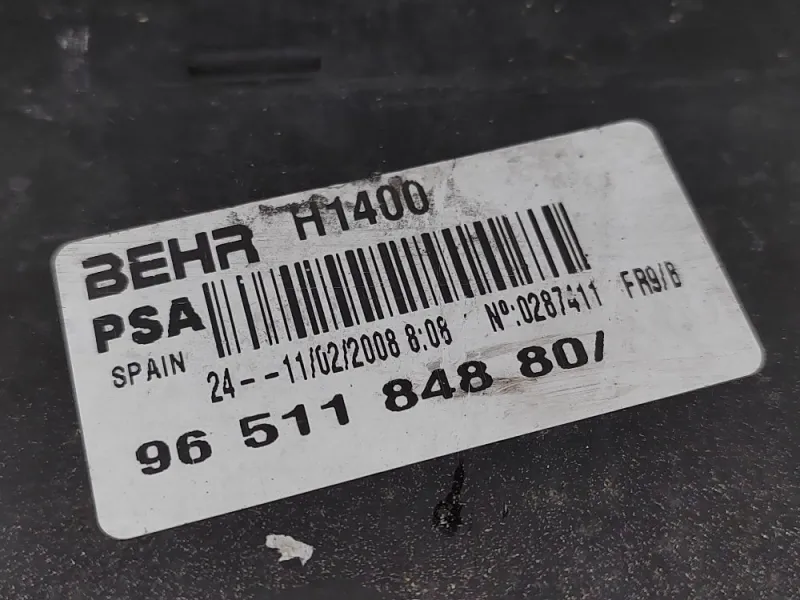 BEHR H1400
PSA
SPAIN 24--11/02/2008 8:08 Nº:0287411 FR9/B
96 511 848 80/